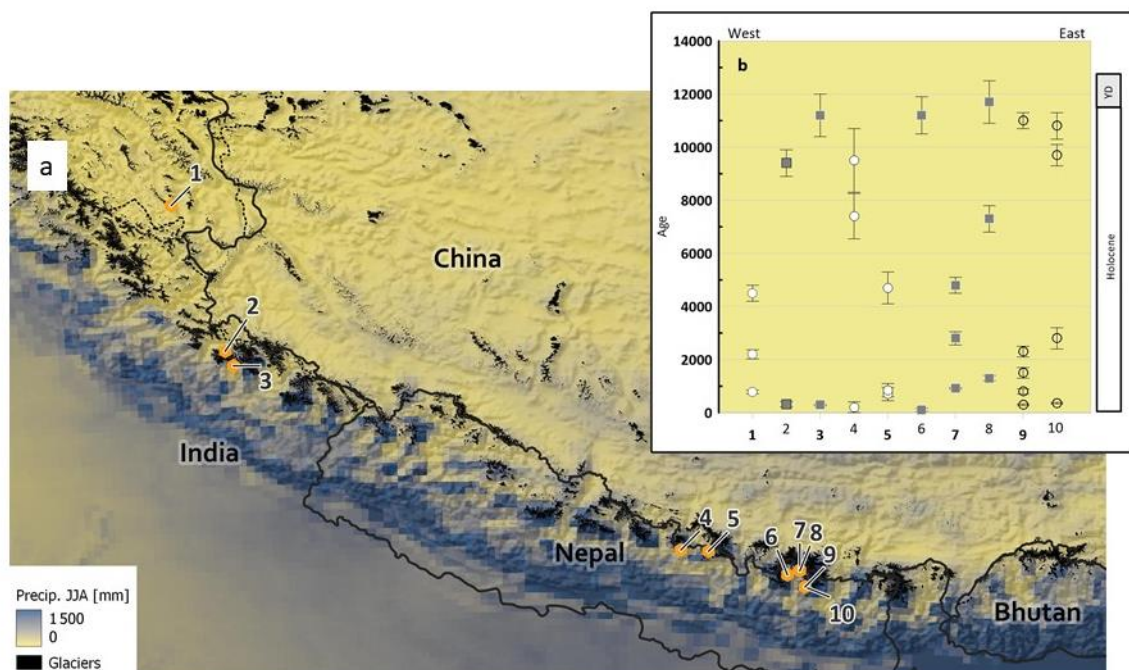 a
1
2
3
China
India
Nepal
4
5
6
7
8
9
10
Bhutan
Precip. JJA [mm]
1 500
0
Glaciers
West
East
b
Age
14000
12000
10000
8000
6000
4000
2000
0
1
2
3
4
5
6
7
8
9
10
YD
Holocene